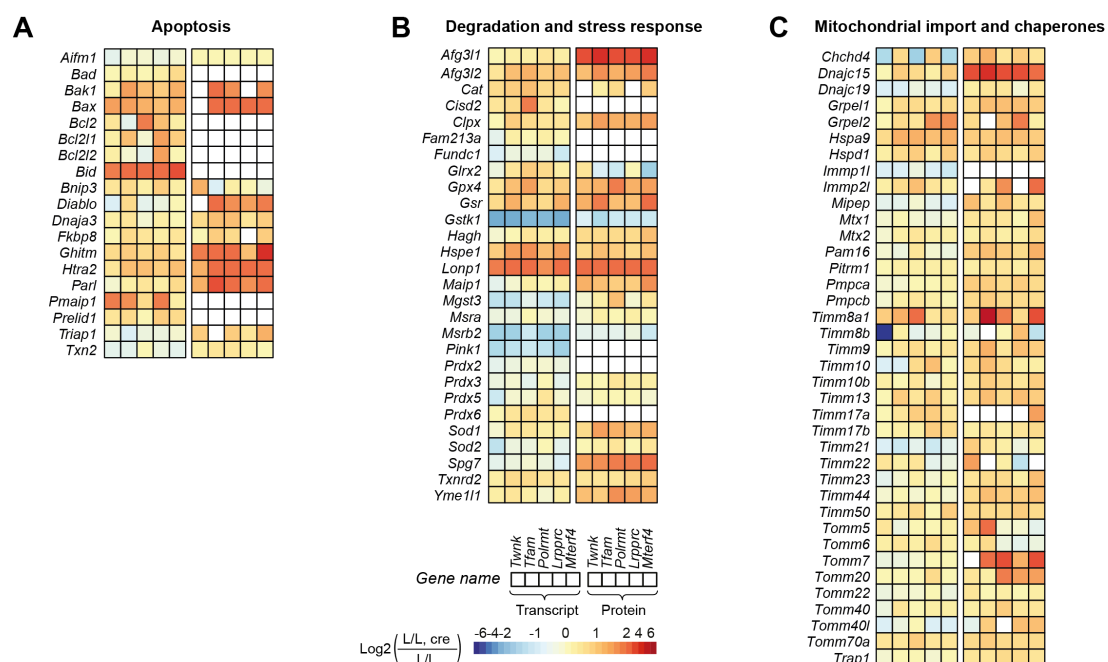 A Apoptosis
Aifm1
Bad
Bak1
Bax
Bcl2
Bcl2l1
Bcl2l2
Bid
Bnip3
Diablo
Dnaja3
Fkbp8
Ghitm
Htra2
Parl
Pmaip1
Prelid1
Triap1
Txn2
B Degradation and stress response
Afg3l1
Afg3l2
Cat
Cisd2
Clpx
Fam213a
Fundc1
Glrx2
Gpx4
Gsr
Gstk1
Hagh
Hspe1
Lonp1
Maip1
Mgst3
Msra
Msrb2
Pink1
Prdx2
Prdx3
Prdx5
Prdx6
Sod1
Sod2
Spg7
Txnrd2
Yme1l1
Twnk Tfam Polrmt Lrpprc Mterf4 Twnk Tfam Polrmt Lrpprc Mterf4
Gene name
Transcript Protein
Log2 ( L/L, cre
L/L )
-6-4-2 -1 0 1 2 4 6
C Mitochondrial import and chaperones
Chchd4
Dnajc15
Dnajc19
Grpel1
Grpel2
Hspa9
Hspd1
Immp1l
Immp2l
Mipep
Mtx1
Mtx2
Pam16
Pitrm1
Pmpca
Pmpcb
Timm8a1
Timm8b
Timm9
Timm10
Timm10b
Timm13
Timm17a
Timm17b
Timm21
Timm22
Timm23
Timm44
Timm50
Tomm5
Tomm6
Tomm7
Tomm20
Tomm22
Tomm40
Tomm40l
Tomm70a
Trap1